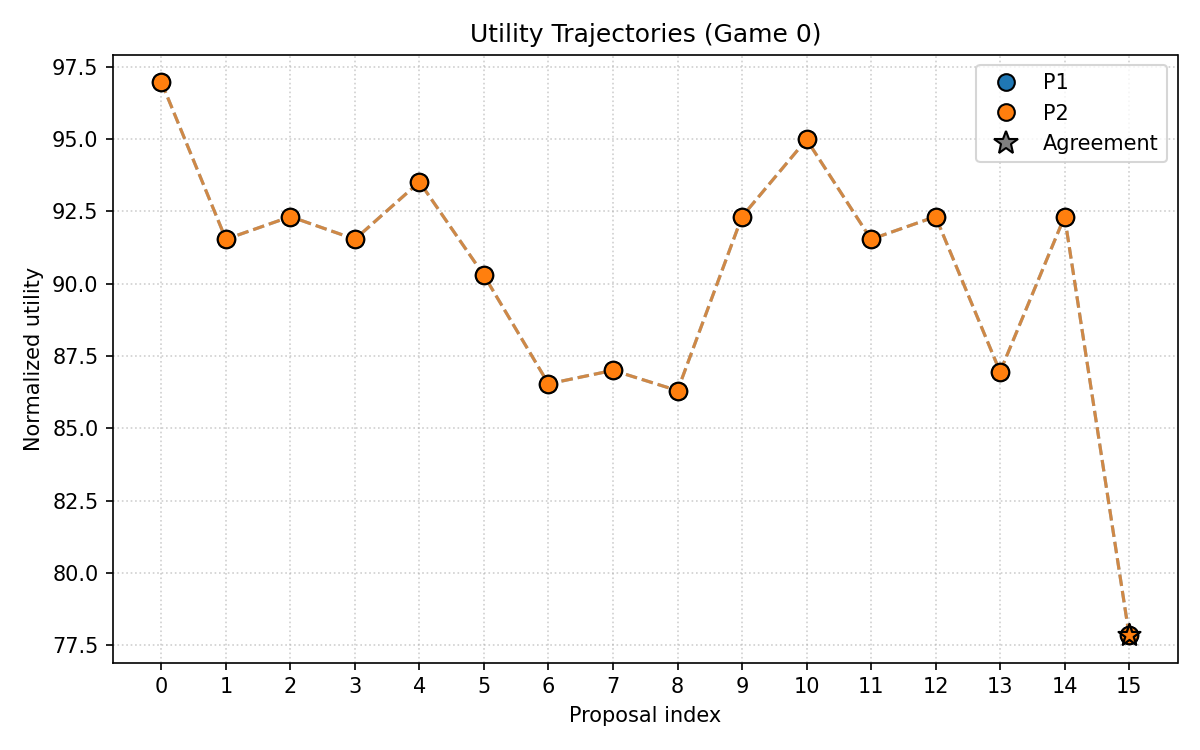 Utility Trajectories (Game 0)
97.5
95.0
92.5
90.0
87.5
85.0
82.5
80.0
77.5
Normalized utility
P1
P2
Agreement
0 1 2 3 4 5 6 7 8 9 10 11 12 13 14 15
Proposal index